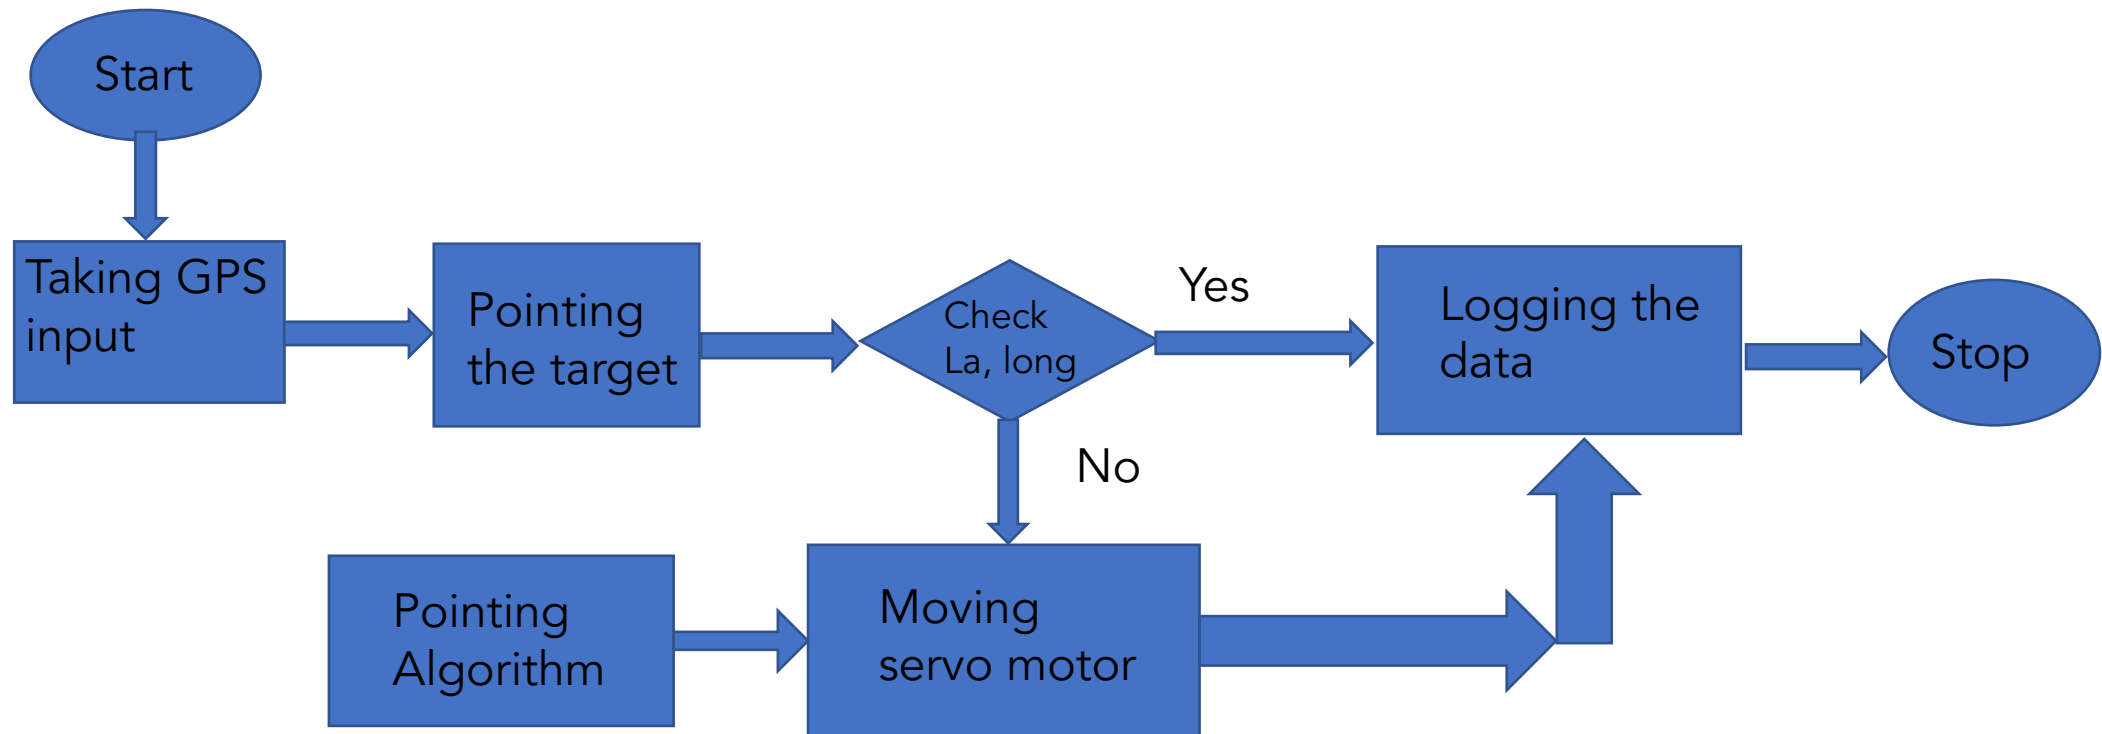 Start
Taking GPS
input
Pointing
the target
Check
La, long
Yes
Logging the
data
Stop
No
Pointing
Algorithm
Moving
servo motor